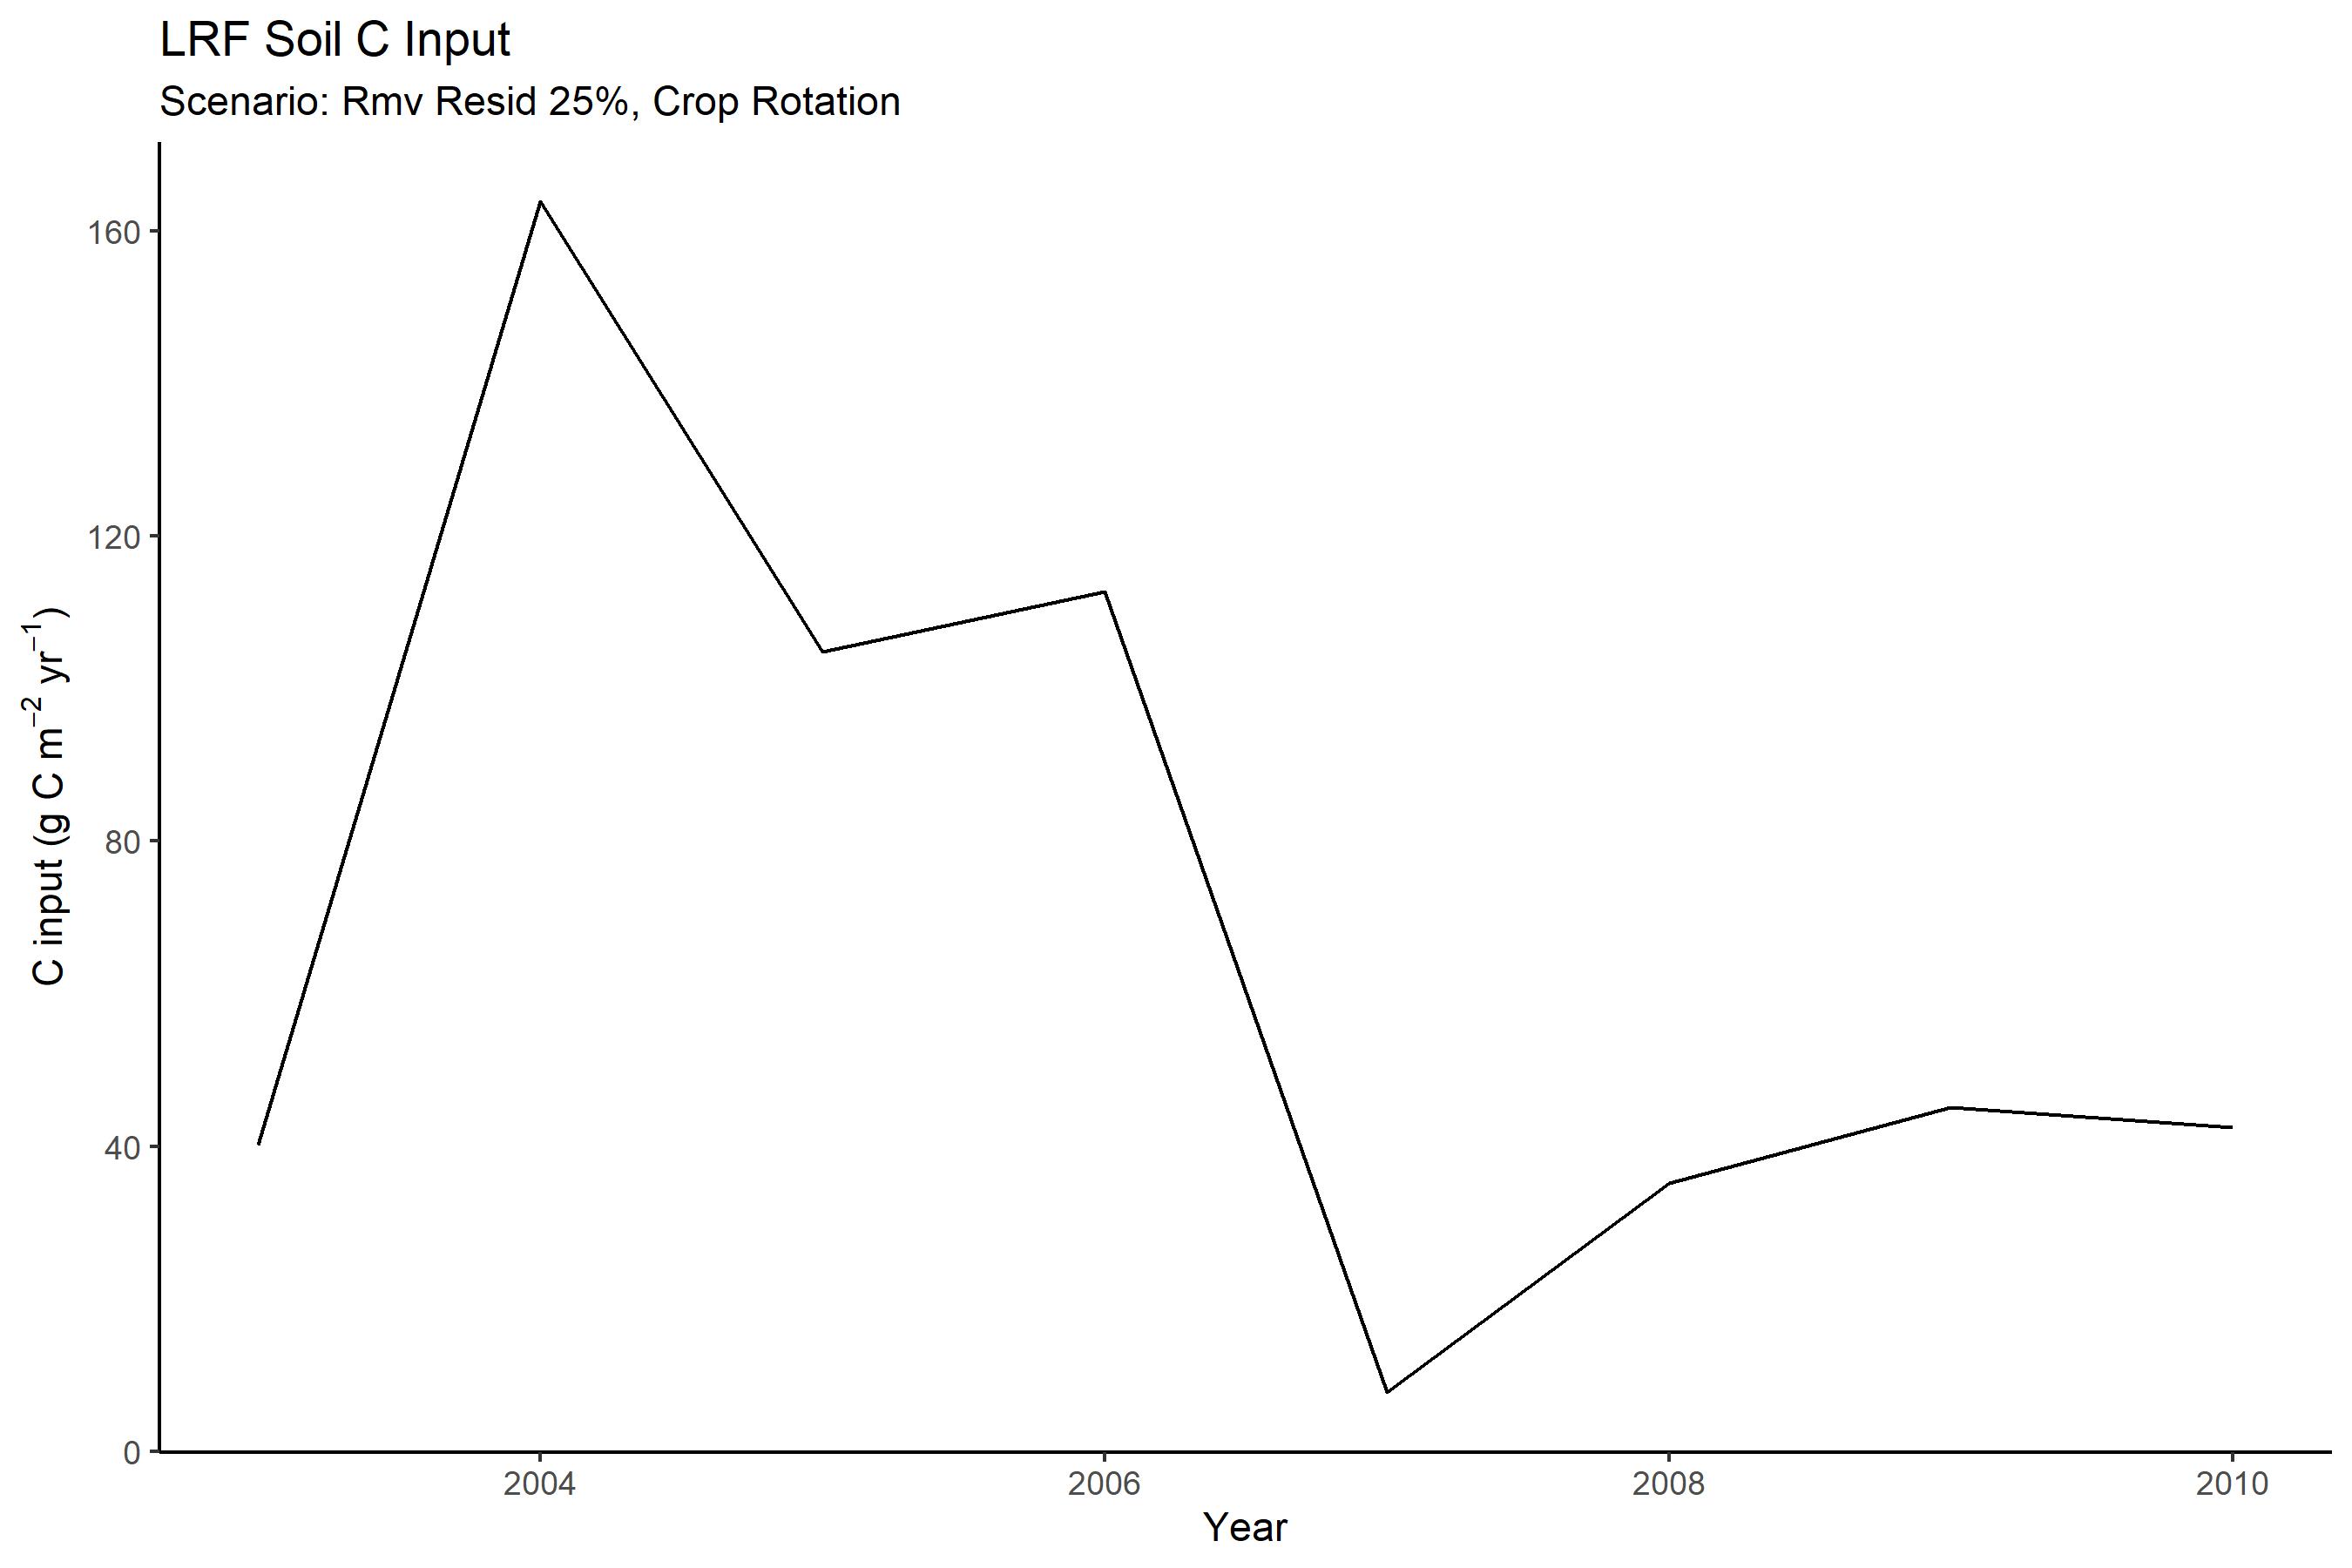 LRF Soil C Input
Scenario: Rmv Resid 25%, Crop Rotation
160
120
80
40
0
C input (g C m⁻² yr⁻¹)
2004 2006 2008 2010
Year